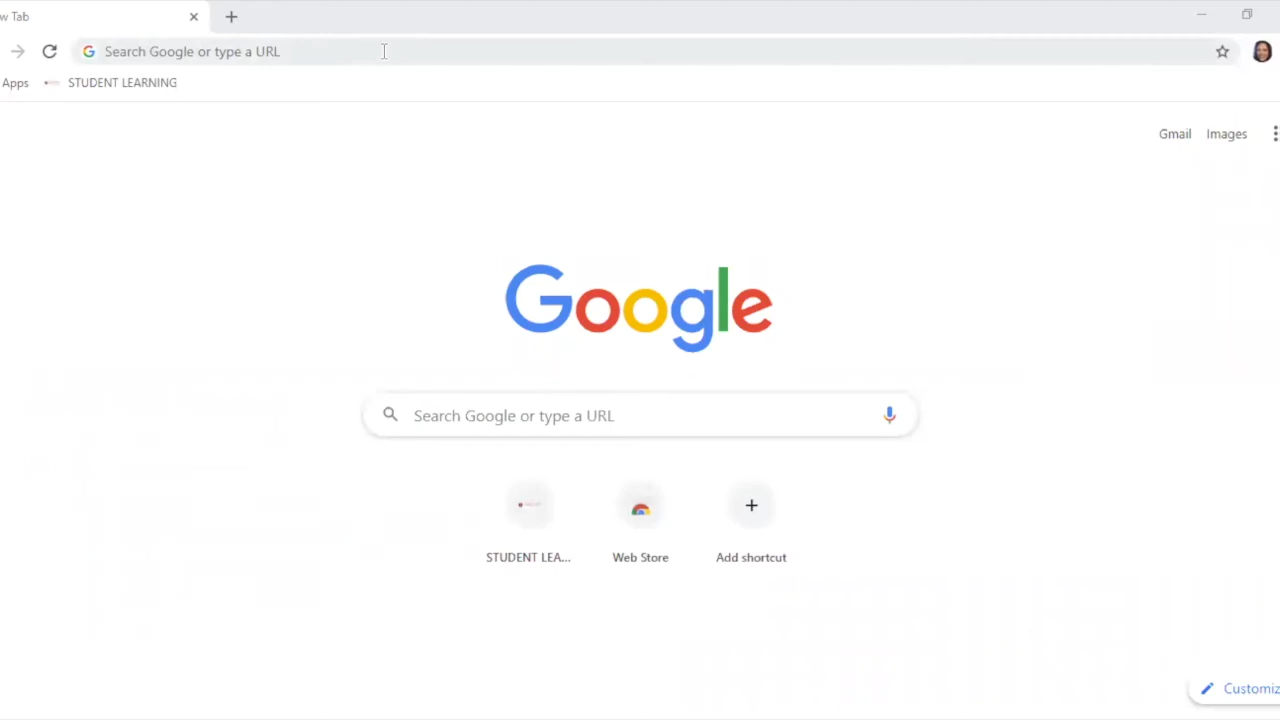 w Tab
Search Google or type a URL
Apps
STUDENT LEARNING
Gmail
Images
Google
Search Google or type a URL
STUDENT LEA...
Web Store
Add shortcut
Customiz